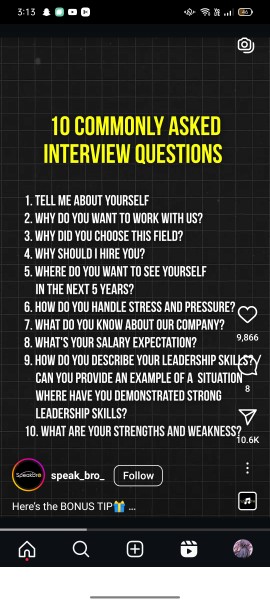 3:13
10 COMMONLY ASKED
INTERVIEW QUESTIONS
1. TELL ME ABOUT YOURSELF
2. WHY DO YOU WANT TO WORK WITH US?
3. WHY DID YOU CHOOSE THIS FIELD?
4. WHY SHOULD I HIRE YOU?
5. WHERE DO YOU WANT TO SEE YOURSELF
IN THE NEXT 5 YEARS?
6. HOW DO YOU HANDLE STRESS AND PRESSURE?
7. WHAT DO YOU KNOW ABOUT OUR COMPANY?
8. WHAT'S YOUR SALARY EXPECTATION?
9. HOW DO YOU DESCRIBE YOUR LEADERSHIP SKILLS?
CAN YOU PROVIDE AN EXAMPLE OF A SITUATION
WHERE HAVE YOU DEMONSTRATED STRONG
LEADERSHIP SKILLS?
10. WHAT ARE YOUR STRENGTHS AND WEAKNESS?
9,866
8
10.6K
speak_bro_
Follow
Here's the BONUS TIP🎁 ...